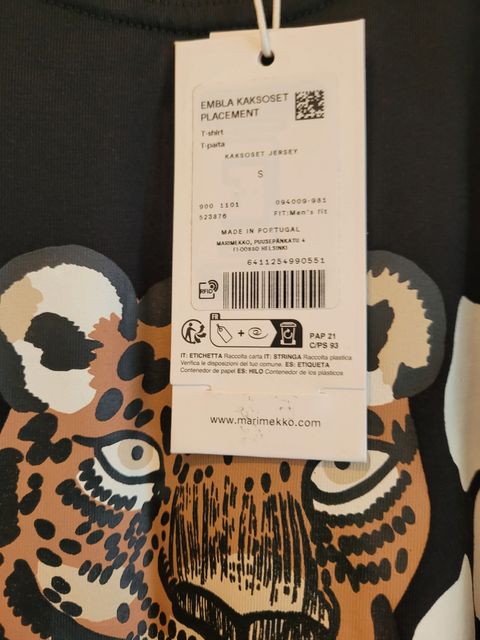 EMBLA KAKSOSET
PLACEMENT
T-shirt
T-paita
KAKSOSET JERSEY
S
900 1101 094009-981
523876 FIT:Men's fit
MADE IN PORTUGAL
MARIMEKKO, PUUSEPÄNKATU 4
FI-00880 HELSINKI
6411254990551
RFID
FR
+
PAP 21
C/PS 93
IT: ETICHETTA Raccolta carta IT: STRINGA Raccolta plastica
Verifica le disposizioni del tuo comune. ES: ETIQUETA
Contenedor de papel ES: HILO Contenedor de los plásticos
www.marimekko.com